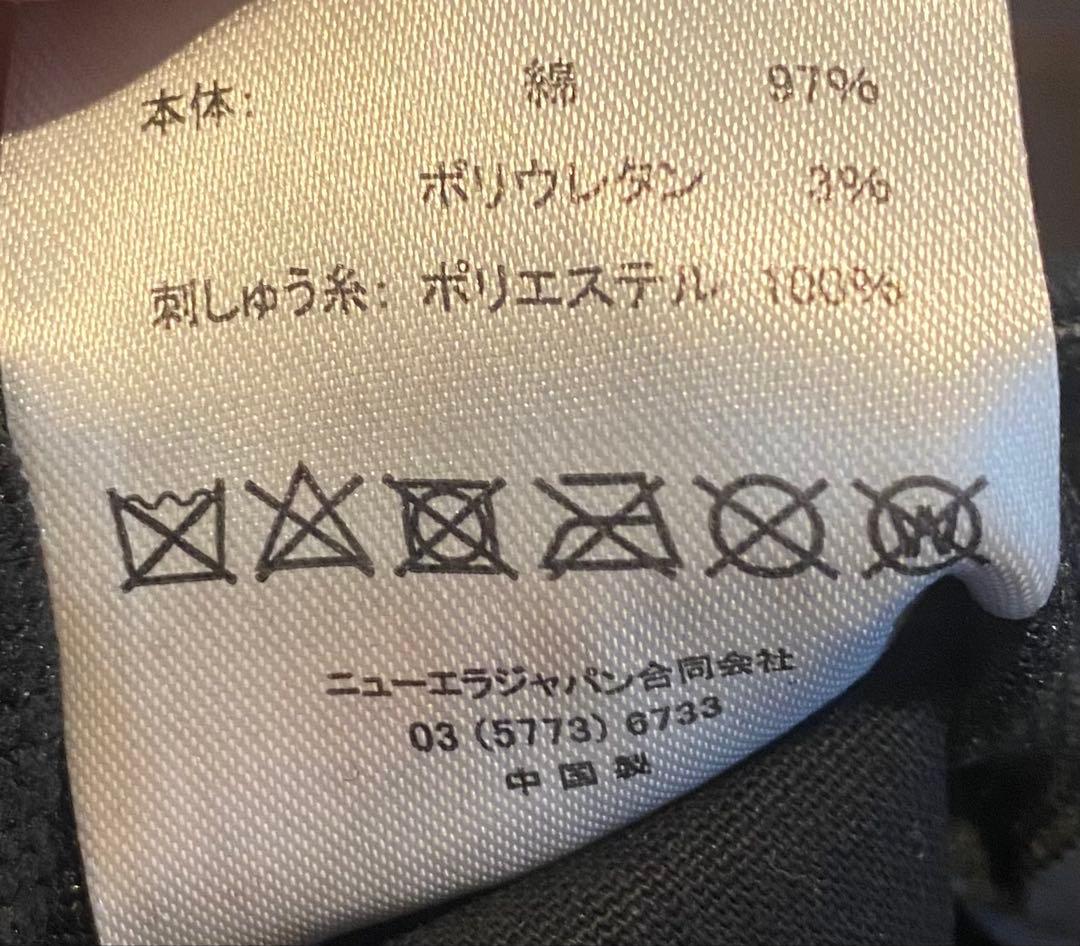 本体: 綿 97%
ポリウレタン 3%
刺しゅう糸: ポリエステル 100%
W
ニューエラジャパン合同会社
03 (5773) 6733
中国製